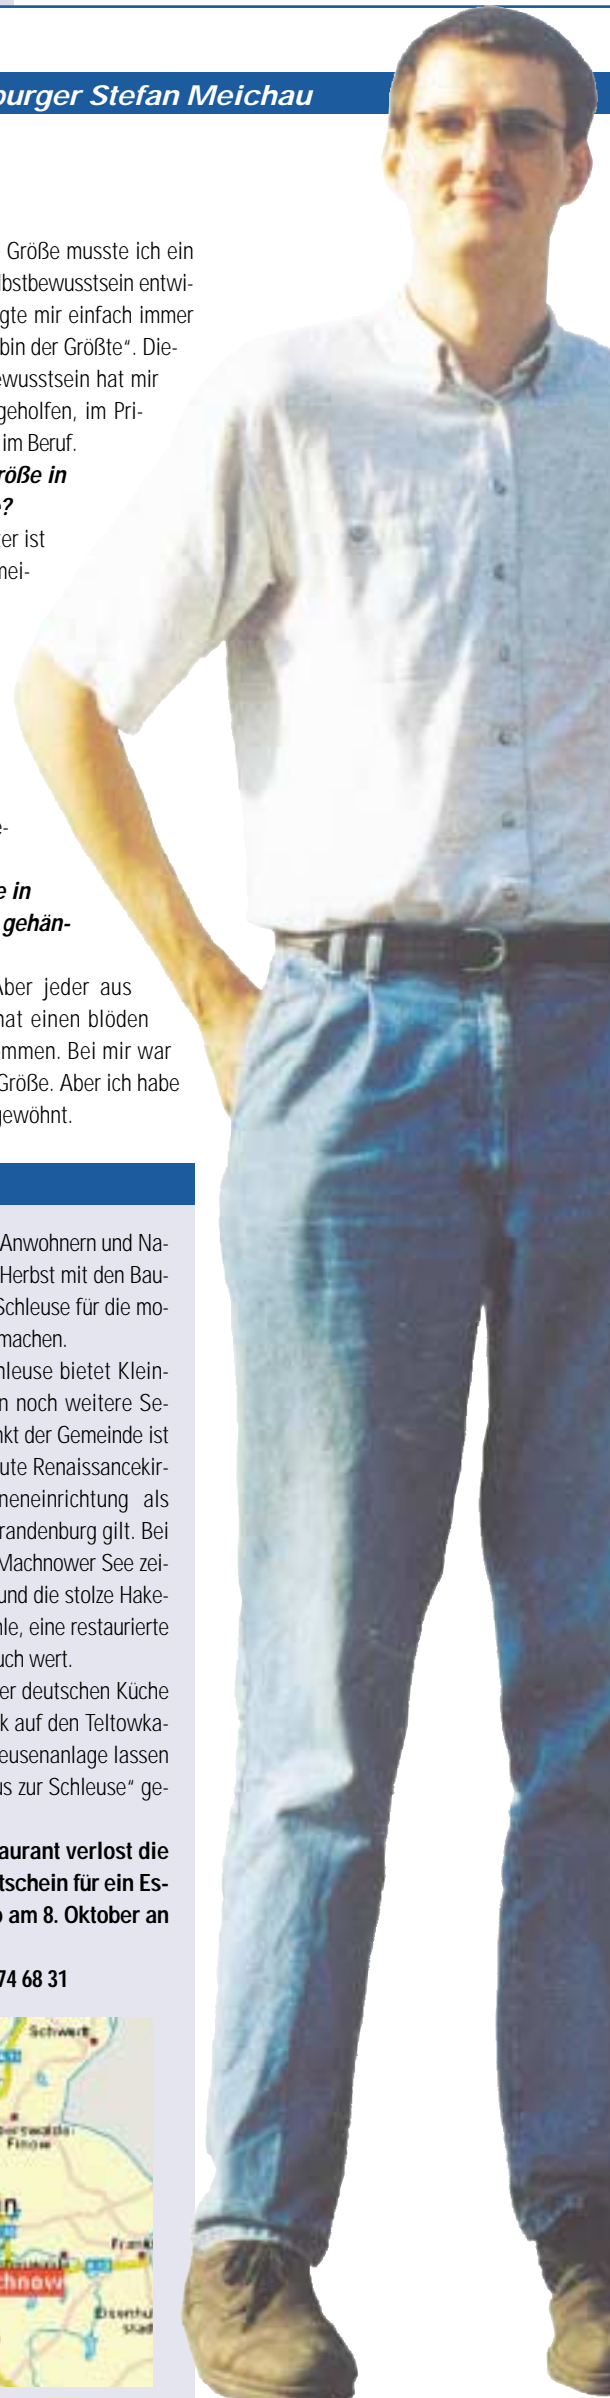 burger Stefan Meichau
Größe musste ich ein
lbstbewusstsein entwi-
gte mir einfach immer
bin der Größte“. Die-
ewusstsein hat mir
geholfen, im Pri-
im Beruf.
röße in
?
er ist
mei-
e-
e in
gehän-
Aber jeder aus
hat einen blöden
ommen. Bei mir war
Größe. Aber ich habe
gewöhnt.
Anwohnern und Na-
Herbst mit den Bau-
Schleuse für die mo-
machen.
hleuse bietet Klein-
n noch weitere Se-
nkt der Gemeinde ist
ute Renaissancekir-
neneinrichtung als
randenburg gilt. Bei
Machnower See zei-
und die stolze Hake-
hle, eine restaurierte
uch wert.
er deutschen Küche
k auf den Teltowka-
eusenanlage lassen
us zur Schleuse“ ge-
aurant verlost die
tschein für ein Es-
o am 8. Oktober an
74 68 31
Schwedt
berswalde-
Finow
in
Frank
chnow
Eisenhü
stadt